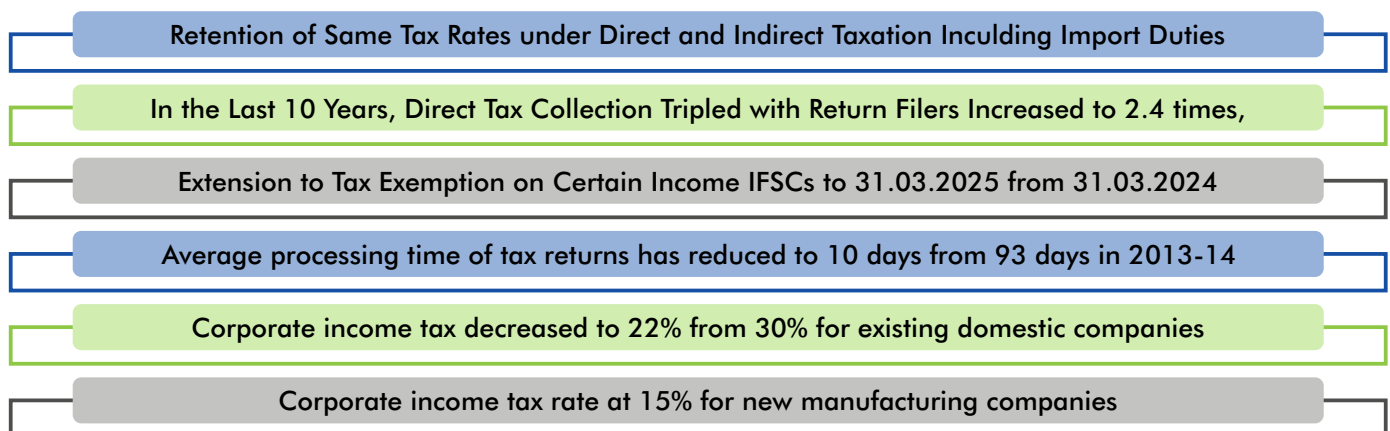 Retention of Same Tax Rates under Direct and Indirect Taxation Inculding Import Duties
In the Last 10 Years, Direct Tax Collection Tripled with Return Filers Increased to 2.4 times,
Extension to Tax Exemption on Certain Income IFSCs to 31.03.2025 from 31.03.2024
Average processing time of tax returns has reduced to 10 days from 93 days in 2013-14
Corporate income tax decreased to 22% from 30% for existing domestic companies
Corporate income tax rate at 15% for new manufacturing companies